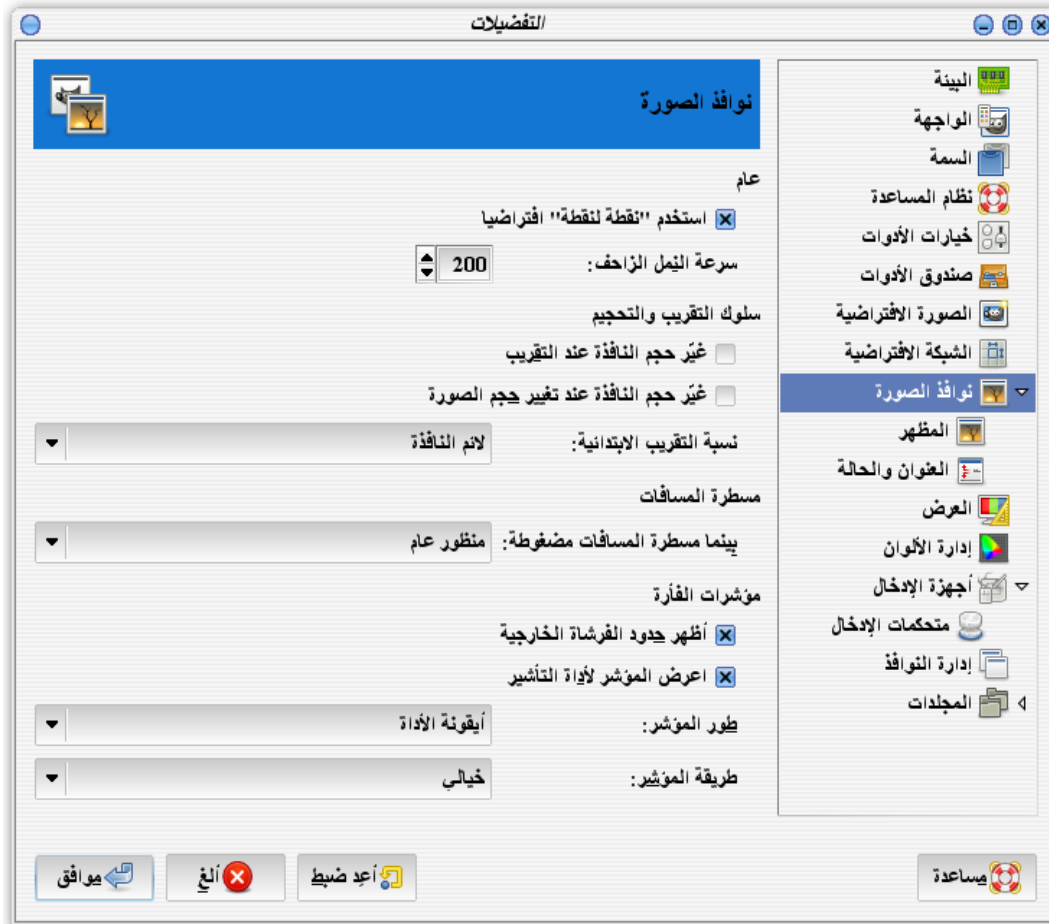 التفضيلات
البيئة
الواجهة
السمة
نظام المساعدة
خيارات الأدوات
صندوق الأدوات
الصورة الافتراضية
الشبكة الافتراضية
نوافذ الصورة
المظهر
العنوان والحالة
العرض
إدارة الألوان
أجهزة الإدخال
متحكمات الإدخال
إدارة النوافذ
المجلدات
نوافذ الصورة
عام
استخدم "نقطة لنقطة" افتراضيا
سرعة النمل الزاحف: 200
سلوك التقريب والتحجيم
غيّر حجم النافذة عند التقريب
غيّر حجم النافذة عند تغيير حجم الصورة
نسبة التقريب الابتدائية: لائم النافذة
مسطرة المسافات
بينما مسطرة المسافات مضغوطة: منظور عام
مؤشرات الفأرة
أظهر حدود الفرشاة الخارجية
اعرض المؤشر لأداة التأشير
طور المؤشر: أيقونة الأداة
طريقة المؤشر: خيالي
مساعدة
أعِد ضبط
ألغِ
موافق